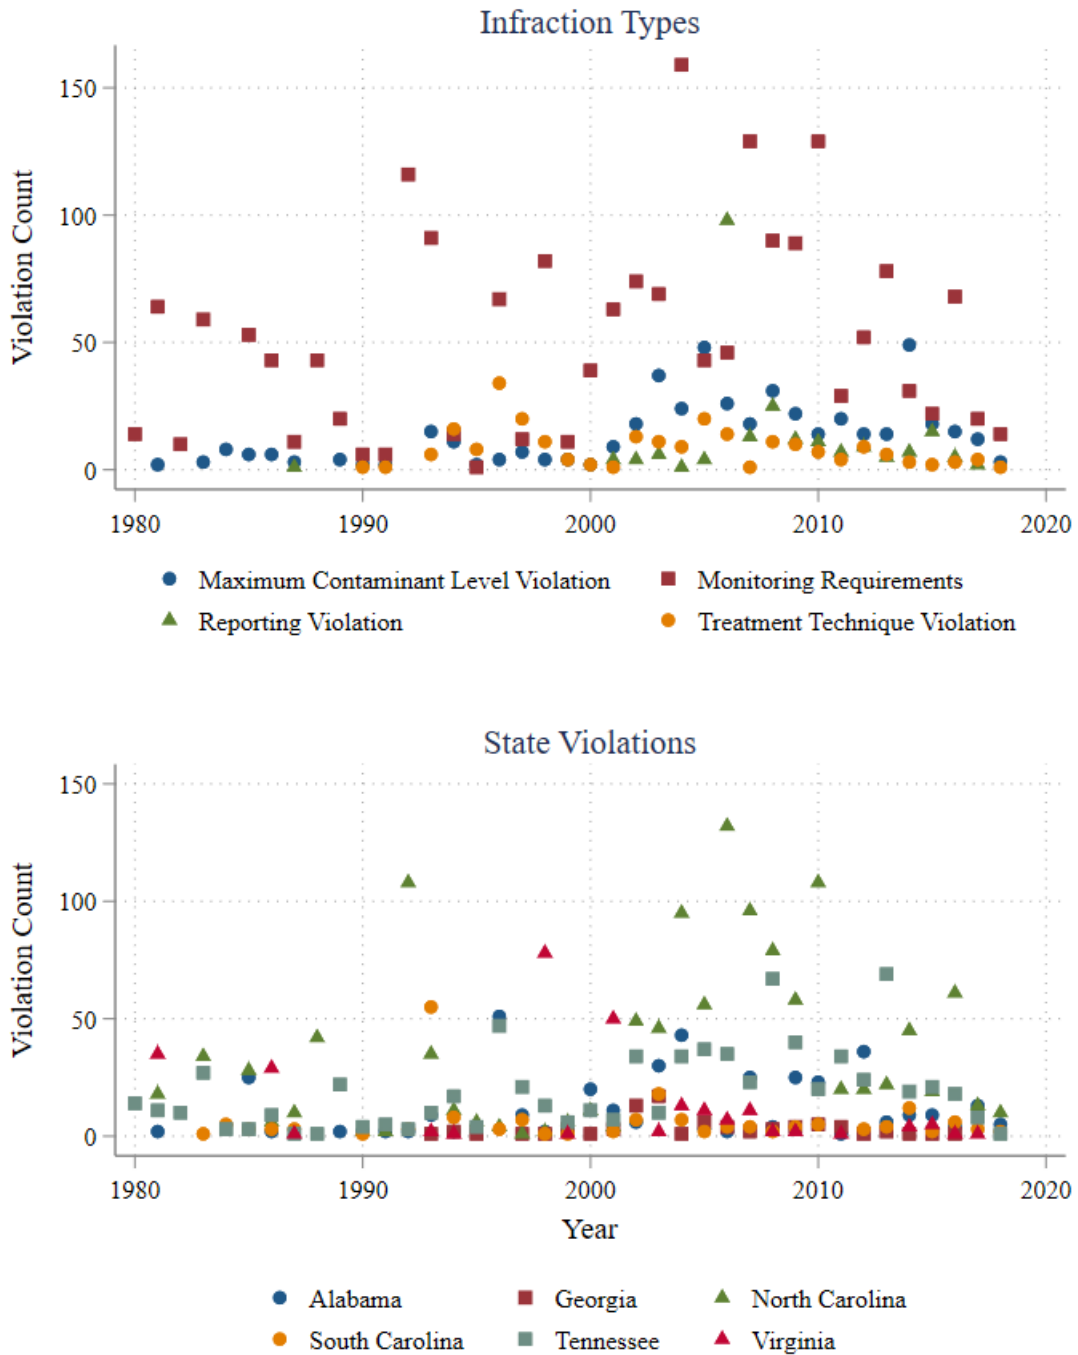 Infraction Types
150
100
50
0
Violation Count
1980 1990 2000 2010 2020
Maximum Contaminant Level Violation Monitoring Requirements
Reporting Violation Treatment Technique Violation
State Violations
150
100
50
0
Violation Count
1980 1990 2000 2010 2020
Year
Alabama Georgia North Carolina
South Carolina Tennessee Virginia